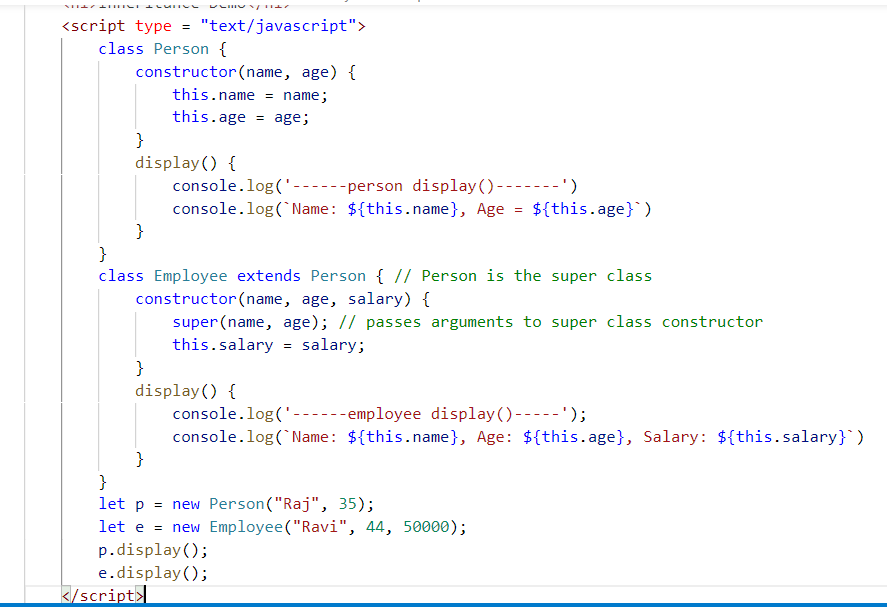 <script type = "text/javascript">
class Person {
constructor(name, age) {
this.name = name;
this.age = age;
}
display() {
console.log('------person display()-------')
console.log(`Name: ${this.name}, Age = ${this.age}`)
}
}
class Employee extends Person { // Person is the super class
constructor(name, age, salary) {
super(name, age); // passes arguments to super class constructor
this.salary = salary;
}
display() {
console.log('------employee display()-----');
console.log(`Name: ${this.name}, Age: ${this.age}, Salary: ${this.salary}`)
}
}
let p = new Person("Raj", 35);
let e = new Employee("Ravi", 44, 50000);
p.display();
e.display();
</script>